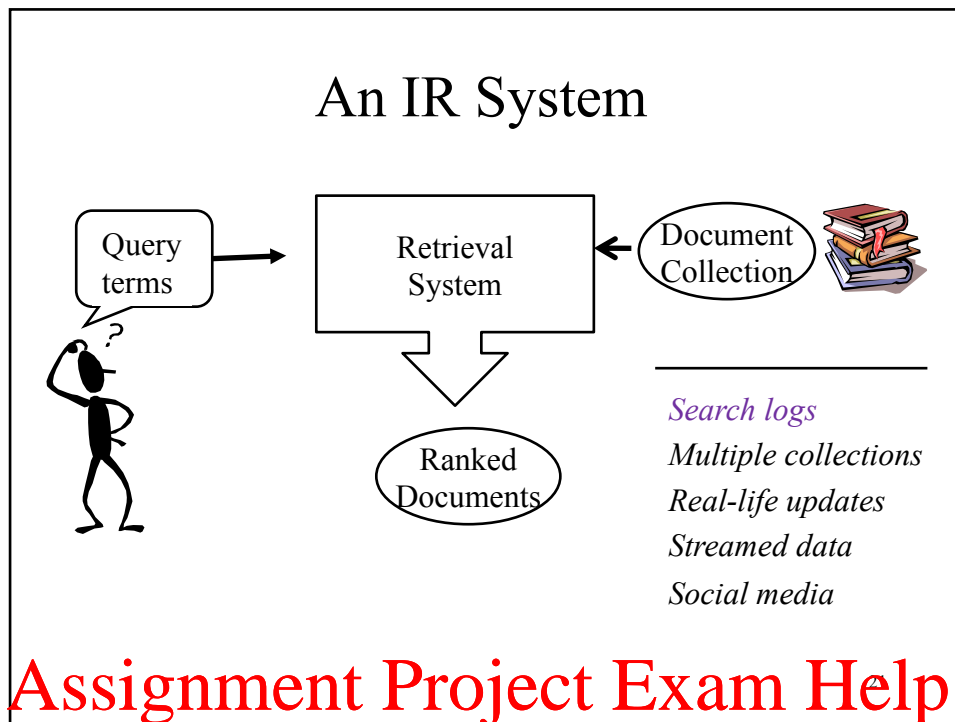 An IR System
Query
terms
?
Retrieval
System
Document
Collection
Ranked
Documents
Search logs
Multiple collections
Real-life updates
Streamed data
Social media
Assignment Project Exam Help